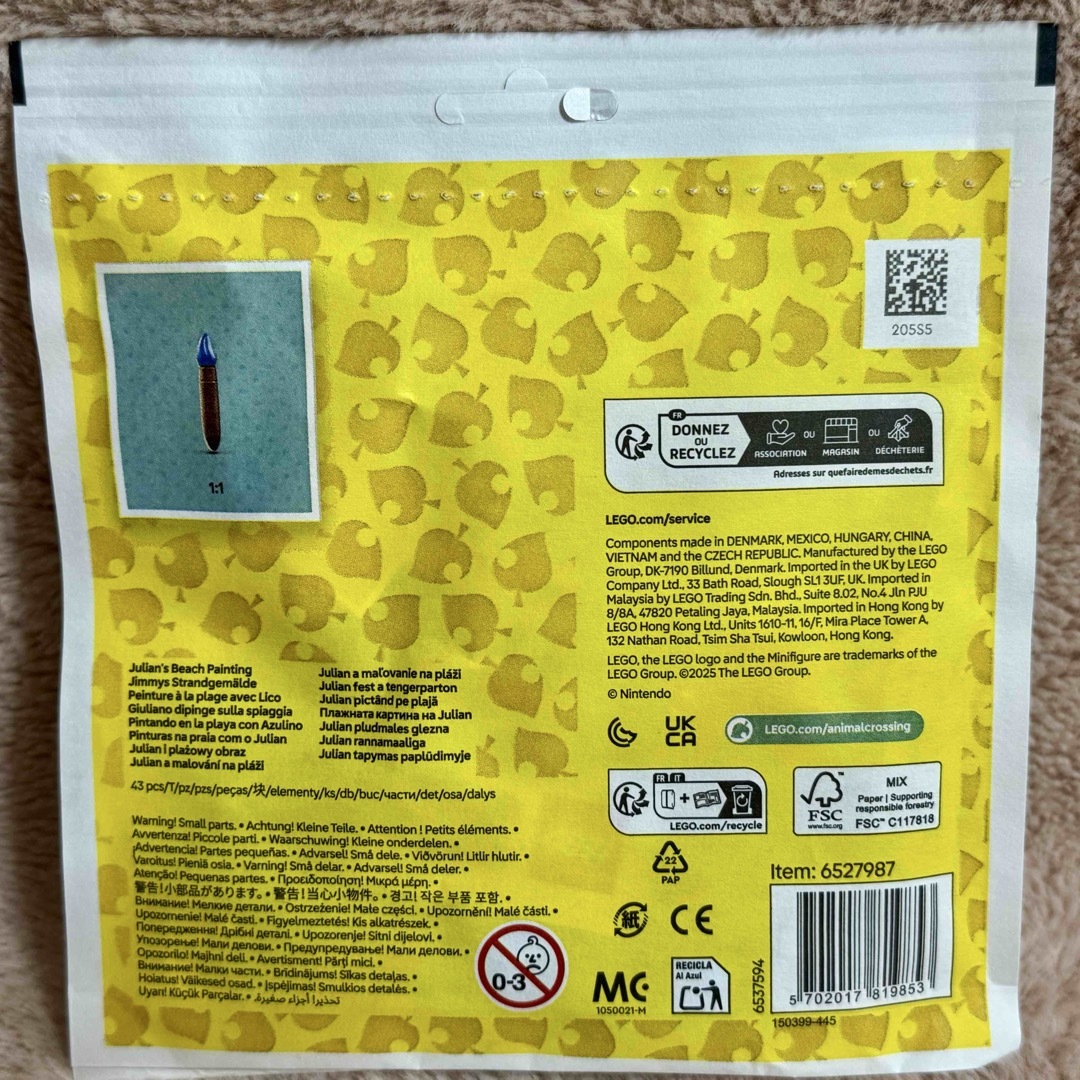 205S5
1:1
FR
DONNEZ
OU
RECYCLEZ
ASSOCIATION
OU
MAGASIN
OU
DÉCHÈTERIE
Adresses sur quefairedemesdechets.fr
LEGO.com/service
Components made in DENMARK, MEXICO, HUNGARY, CHINA,
VIETNAM and the CZECH REPUBLIC. Manufactured by the LEGO
Group, DK-7190 Billund, Denmark. Imported in the UK by LEGO
Company Ltd., 33 Bath Road, Slough SL1 3UF, UK. Imported in
Malaysia by LEGO Trading Sdn. Bhd., Suite 8.02, No.4 Jln PJU
8/8A, 47820 Petaling Jaya, Malaysia. Imported in Hong Kong by
LEGO Hong Kong Ltd., Units 1610-11, 16/F, Mira Place Tower A,
132 Nathan Road, Tsim Sha Tsui, Kowloon, Hong Kong.
LEGO, the LEGO logo and the Minifigure are trademarks of the
LEGO Group. ©2025 The LEGO Group.
© Nintendo
UK
CA
LEGO.com/animalcrossing
Julian's Beach Painting
Jimmys Strandgemälde
Peinture à la plage avec Lico
Giuliano dipinge sulla spiaggia
Pintando en la playa con Azulino
Pinturas na praia com o Julian
Julian i plażowy obraz
Julian a malování na pláži
Julian a maľovanie na pláži
Julian fest a tengerparton
Julian pictând pe plajă
Плажната картина на Julian
Julian pludmales glezna
Julian rannamaaliga
Julian tapymas paplūdimyje
43 pcs/T/pz/pzs/peças/块/elementy/ks/db/buc/части/det/osa/dalys
Warning! Small parts. • Achtung! Kleine Teile. • Attention ! Petits éléments. •
Avvertenza! Piccole parti. • Waarschuwing! Kleine onderdelen. •
¡Advertencia! Partes pequeñas. • Advarsel! Små dele. • Viðvörun! Litlir hlutir. •
Varoitus! Pieniä osia. • Varning! Små delar. • Advarsel! Små deler. •
Atenção! Pequenas partes. • Προειδοποίηση! Μικρά μέρη. •
警告!小部品があります。• 警告!当心小物件。• 경고! 작은 부품 포함. •
Внимание! Мелкие детали. • Ostrzeżenie! Małe części. • Upozornění! Malé části. •
Upozornenie! Malé časti. • Figyelmeztetés! Kis alkatrészek. •
Попередження! Дрібні деталі. • Upozorenje! Sitni dijelovi. •
Упозорење! Мали делови. • Предупредување! Мали делови. •
Opozorilo! Majhni deli. • Avertisment! Părți mici. •
Внимание! Малки части. • Brīdinājums! Sīkas detaļas. •
Hoiatus! Väikesed osad. • Įspėjimas! Smulkios detalės. •
Uyarı! Küçük Parçalar. • تحذير! أجزاء صغيرة.
0-3
FR IT
LEGO.com/recycle
FSC
www.fsc.org
MIX
Paper | Supporting
responsible forestry
FSC™ C117818
22
PAP
紙
CE
MC
1050021-M
RECICLA
Al Azul
Item: 6527987
6537594
5 702017 819853
150399-445